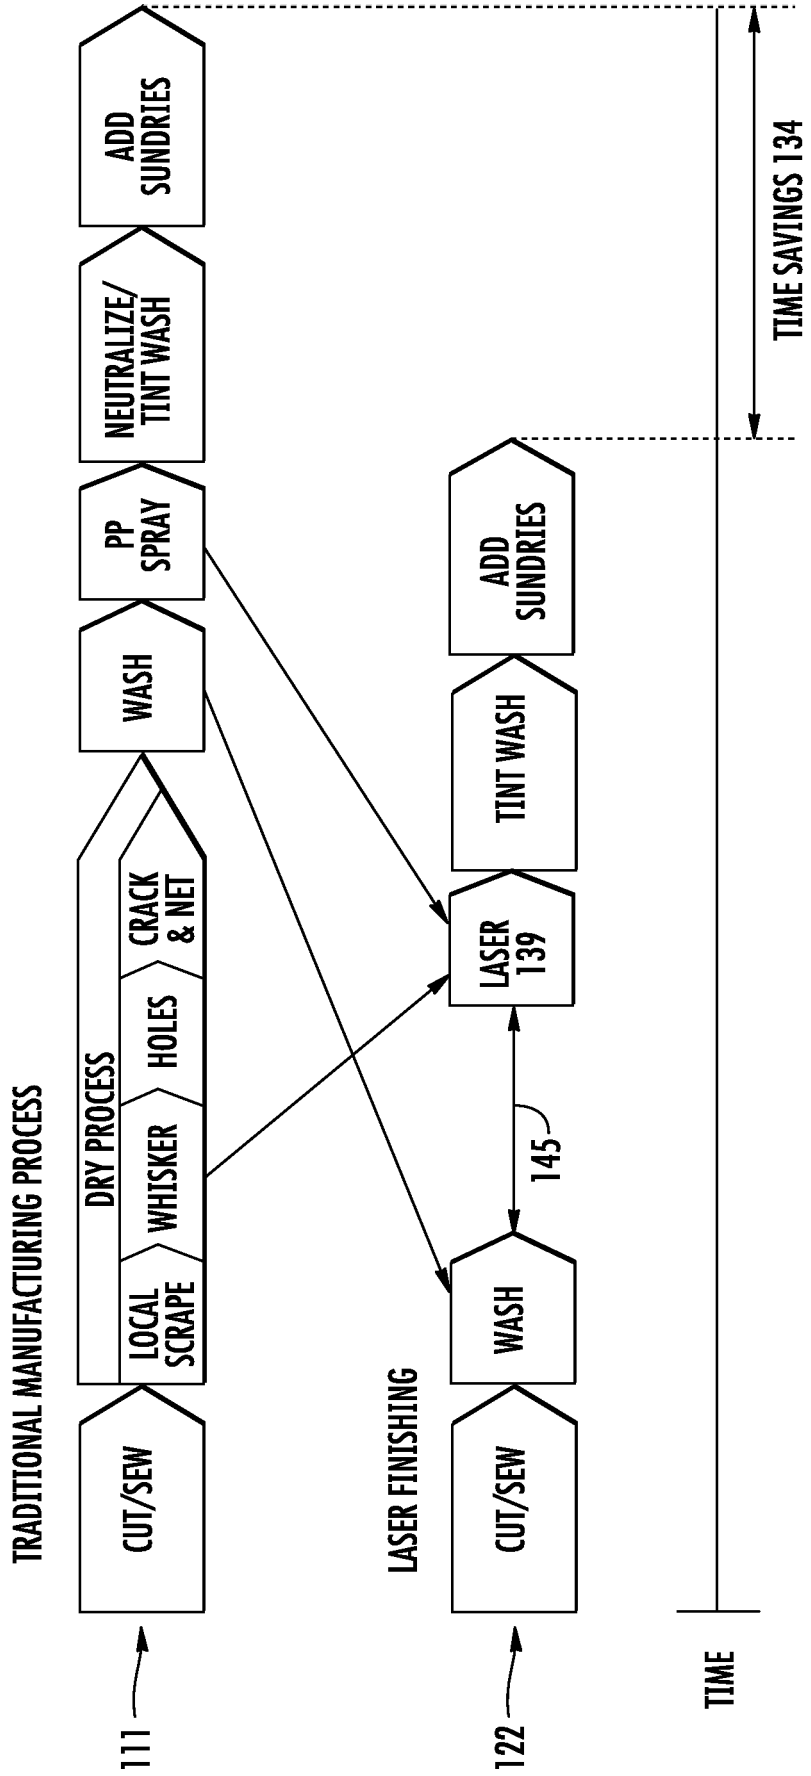 TRADITIONAL MANUFACTURING PROCESS
111
CUT/SEW
DRY PROCESS
LOCAL
SCRAPE
WHISKER
HOLES
CRACK
& NET
WASH
PP
SPRAY
NEUTRALIZE/
TINT WASH
ADD
SUNDRIES
LASER FINISHING
122
CUT/SEW
WASH
145
LASER
139
TINT WASH
ADD
SUNDRIES
TIME
TIME SAVINGS 134